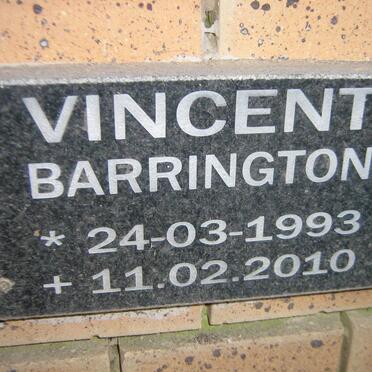 VINCENT
BARRINGTON
* 24-03-1993
+ 11.02.2010